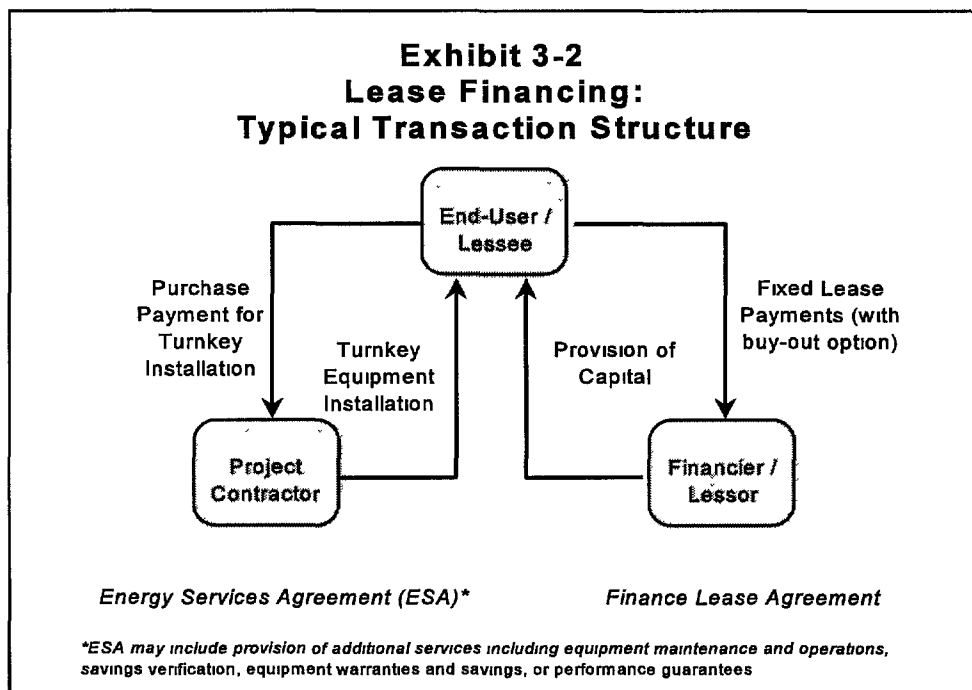 Exhibit 3-2
Lease Financing:
Typical Transaction Structure
End-User /
Lessee
Purchase
Payment for
Turnkey
Installation
Turnkey
Equipment
Installation
Provision of
Capital
Fixed Lease
Payments (with
buy-out option)
Project
Contractor
Financier /
Lessor
Energy Services Agreement (ESA)*
Finance Lease Agreement
*ESA may include provision of additional services including equipment maintenance and operations,
savings verification, equipment warranties and savings, or performance guarantees